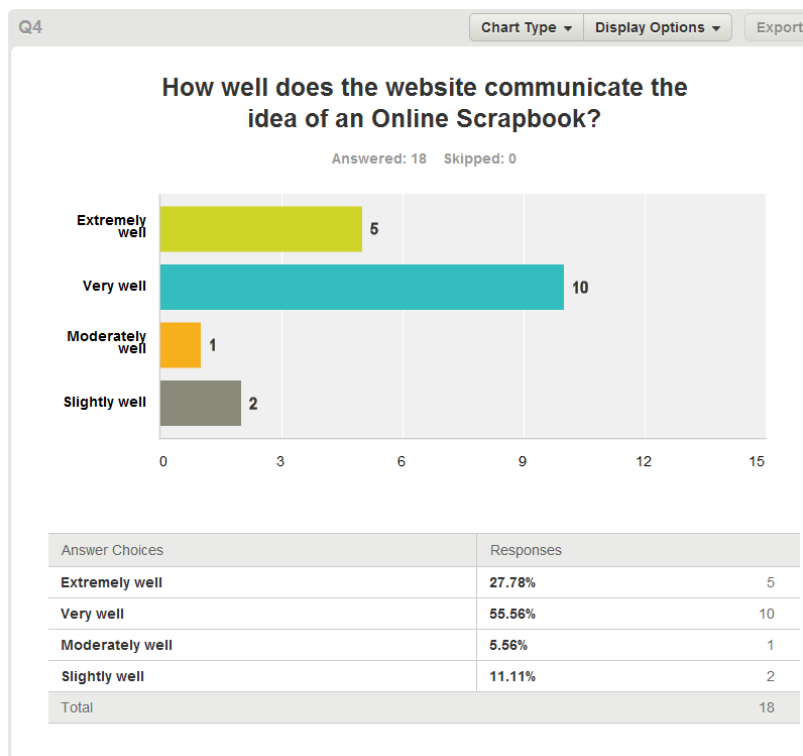 Q4
Chart Type
Display Options
Export
How well does the website communicate the
idea of an Online Scrapbook?
Answered: 18 Skipped: 0
Extremely
well
5
Very well
10
Moderately
well
1
Slightly well
2
0 3 6 9 12 15
Answer Choices Responses
Extremely well 27.78% 5
Very well 55.56% 10
Moderately well 5.56% 1
Slightly well 11.11% 2
Total 18